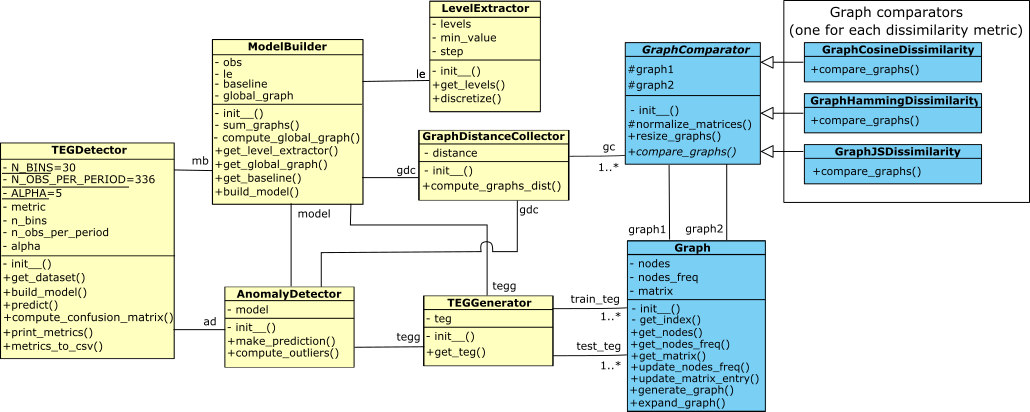 LevelExtractor
- levels
- min_value
- step
- init__()
+get_levels()
+discretize()
Graph comparators
(one for each dissimilarity metric)
GraphCosineDissimilarity
+compare_graphs()
GraphHammingDissimilarity
+compare_graphs()
GraphJSDissimilarity
+compare_graphs()
ModelBuilder
- obs
- le
- baseline
- global_graph
- init__()
- sum_graphs()
- compute_global_graph()
+get_level_extractor()
+get_global_graph()
+get_baseline()
+build_model()
le
GraphComparator
#graph1
#graph2
- init__()
#normalize_matrices()
+resize_graphs()
+compare_graphs()
GraphDistanceCollector
- distance
- init__()
+compute_graphs_dist()
gc
1..*
mb
gdc
gdc
model
TEGDetector
- N_BINS=30
- N_OBS_PER_PERIOD=336
- ALPHA=5
- metric
- n_bins
- n_obs_per_period
- alpha
- init__()
+get_dataset()
+build_model()
+predict()
+compute_confusion_matrix()
+print_metrics()
+metrics_to_csv()
graph1
graph2
Graph
- nodes
- nodes_freq
- matrix
- init__()
- get_index()
+get_nodes()
+get_nodes_freq()
+get_matrix()
+update_nodes_freq()
+update_matrix_entry()
+generate_graph()
+expand_graph()
AnomalyDetector
- model
- init__()
+make_prediction()
+compute_outliers()
ad
tegg
tegg
TEGGenerator
- teg
- init__()
+get_teg()
train_teg
1..*
test_teg
1..*